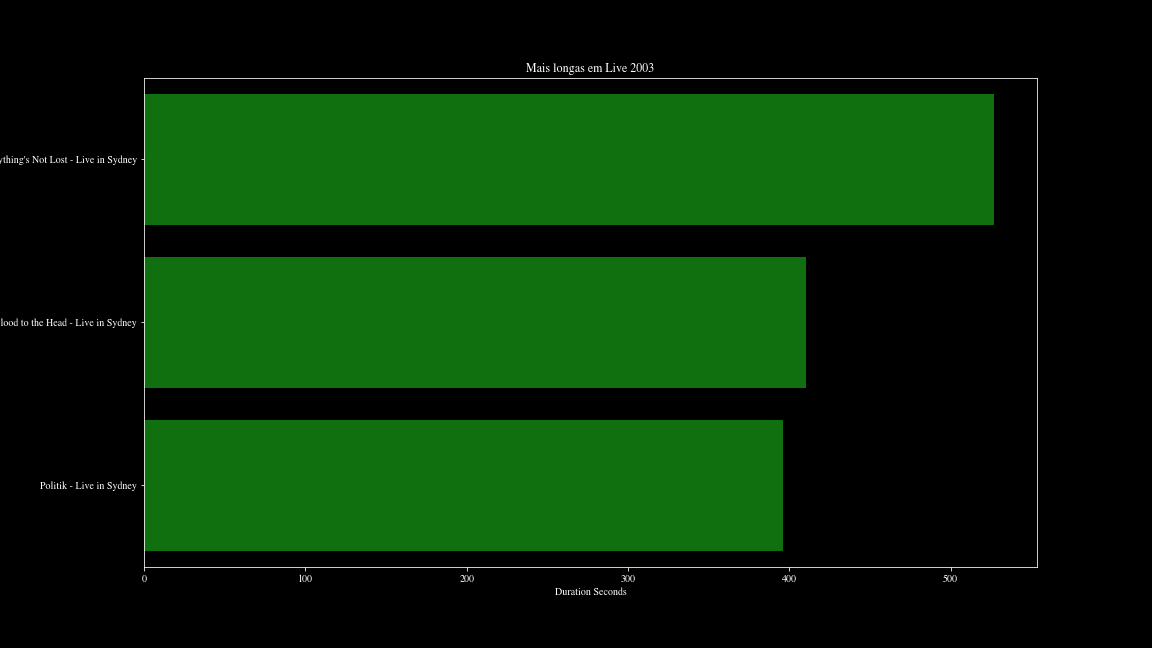 Mais longas em Live 2003
ything's Not Lost - Live in Sydney
lood to the Head - Live in Sydney
Politik - Live in Sydney
0 100 200 300 400 500
Duration Seconds